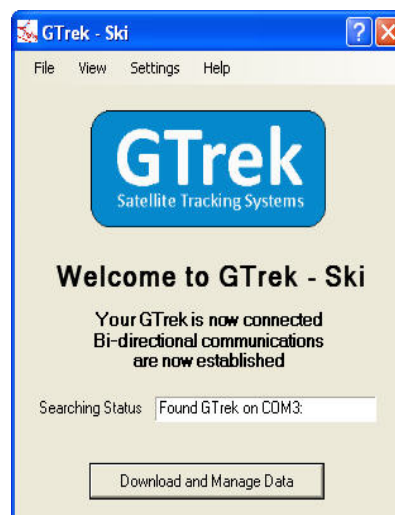 GTrek - Ski
File View Settings Help
GTrek
Satellite Tracking Systems
Welcome to GTrek - Ski
Your GTrek is now connected
Bi-directional communications
are now established
Searching Status Found GTrek on COM3:
Download and Manage Data